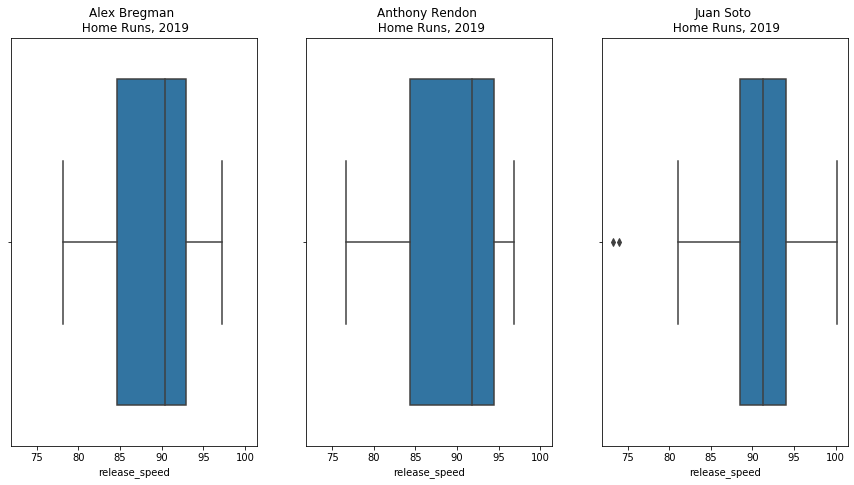 Alex Bregman
Home Runs, 2019
75 80 85 90 95 100
release_speed
Anthony Rendon
Home Runs, 2019
75 80 85 90 95 100
release_speed
Juan Soto
Home Runs, 2019
75 80 85 90 95 100
release_speed